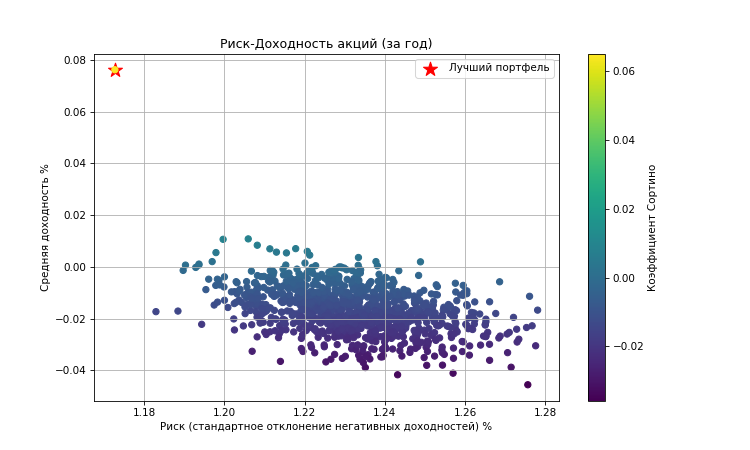 Риск-Доходность акций (за год)
Лучший портфель
Средняя доходность %
0.08
0.06
0.04
0.02
0.00
−0.02
−0.04
1.18 1.20 1.22 1.24 1.26 1.28
Риск (стандартное отклонение негативных доходностей) %
0.06
0.04
0.02
0.00
−0.02
Коэффициент Сортино